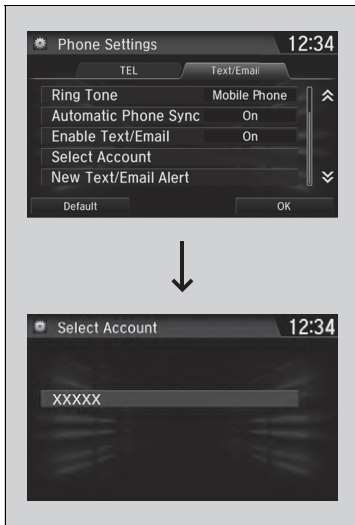 Phone Settings 12:34
TEL Text/Email
Ring Tone Mobile Phone
Automatic Phone Sync On
Enable Text/Email On
Select Account
New Text/Email Alert
Default OK
Select Account 12:34
XXXXX